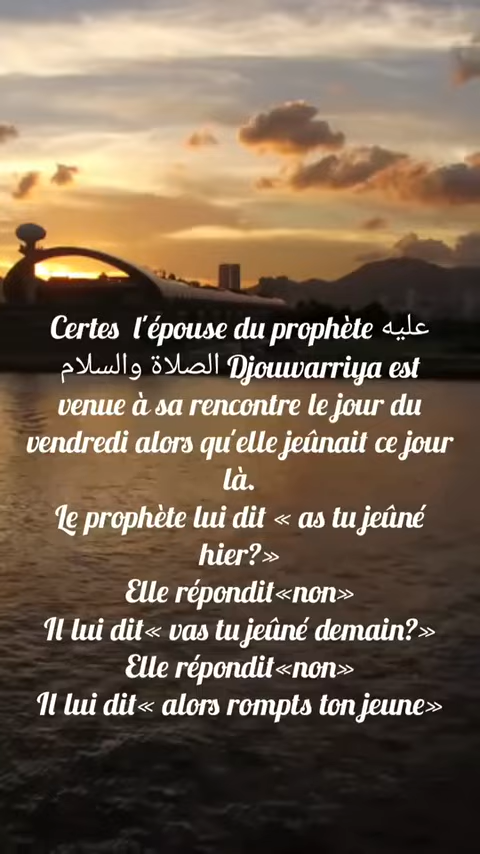 Certes l'épouse du prophète عليه
الصلاة والسلام Djouwarriya est
venue à sa rencontre le jour du
vendredi alors qu'elle jeûnait ce jour
là.
Le prophète lui dit « as tu jeûné
hier?»
Elle répondit«non»
Il lui dit« vas tu jeûné demain?»
Elle répondit«non»
Il lui dit« alors rompts ton jeune»